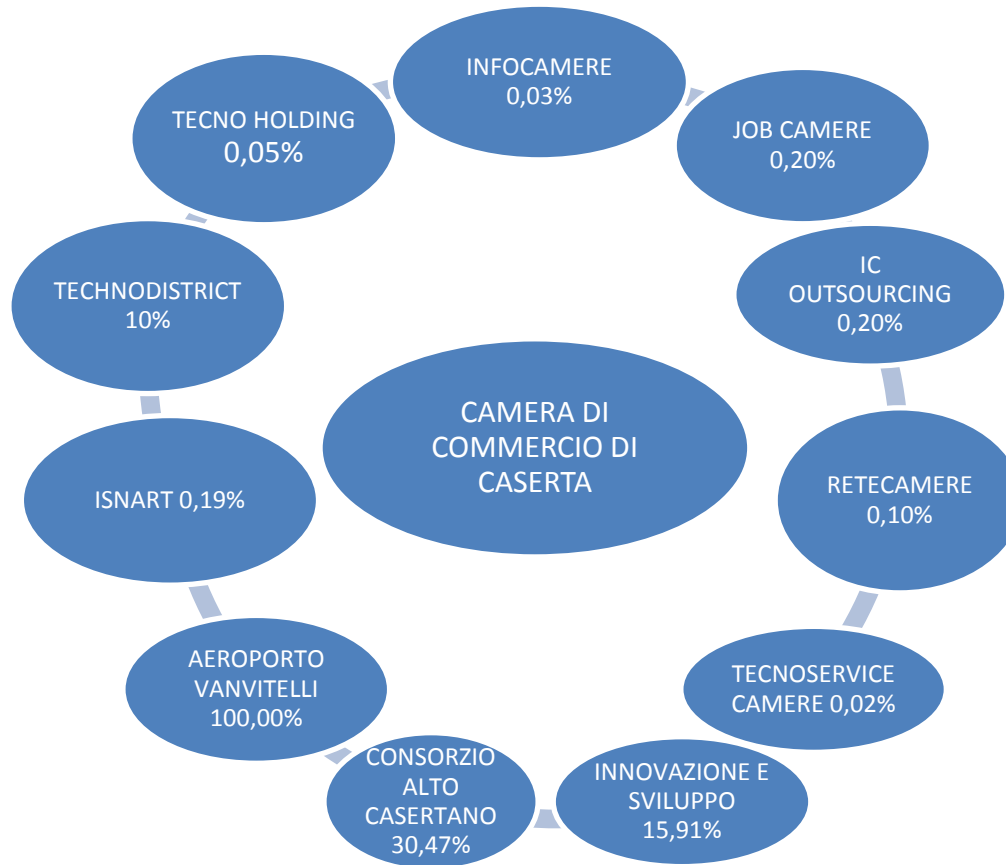 INFOCAMERE
0,03%
JOB CAMERE
0,20%
IC
OUTSOURCING
0,20%
RETECAMERE
0,10%
TECNOSERVICE
CAMERE 0,02%
INNOVAZIONE E
SVILUPPO
15,91%
CONSORZIO
ALTO
CASERTANO
30,47%
AEROPORTO
VANVITELLI
100,00%
ISNART 0,19%
TECHNODISTRICT
10%
TECNO HOLDING
0,05%
CAMERA DI
COMMERCIO DI
CASERTA